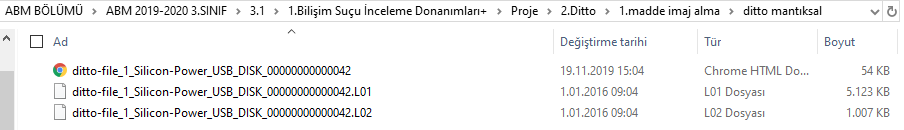 ABM BÖLÜMÜ > ABM 2019-2020 3.SINIF > 3.1 > 1.Bilişim Suçu İnceleme Donanımları+ > Proje > 2.Ditto > 1.madde imaj alma > ditto mantıksal
Ad Değiştirme tarihi Tür Boyut
ditto-file_1_Silicon-Power_USB_DISK_00000000000042 19.11.2019 15:04 Chrome HTML Do... 54 KB
ditto-file_1_Silicon-Power_USB_DISK_00000000000042.L01 1.01.2016 09:04 L01 Dosyası 5.123 KB
ditto-file_1_Silicon-Power_USB_DISK_00000000000042.L02 1.01.2016 09:04 L02 Dosyası 1.007 KB